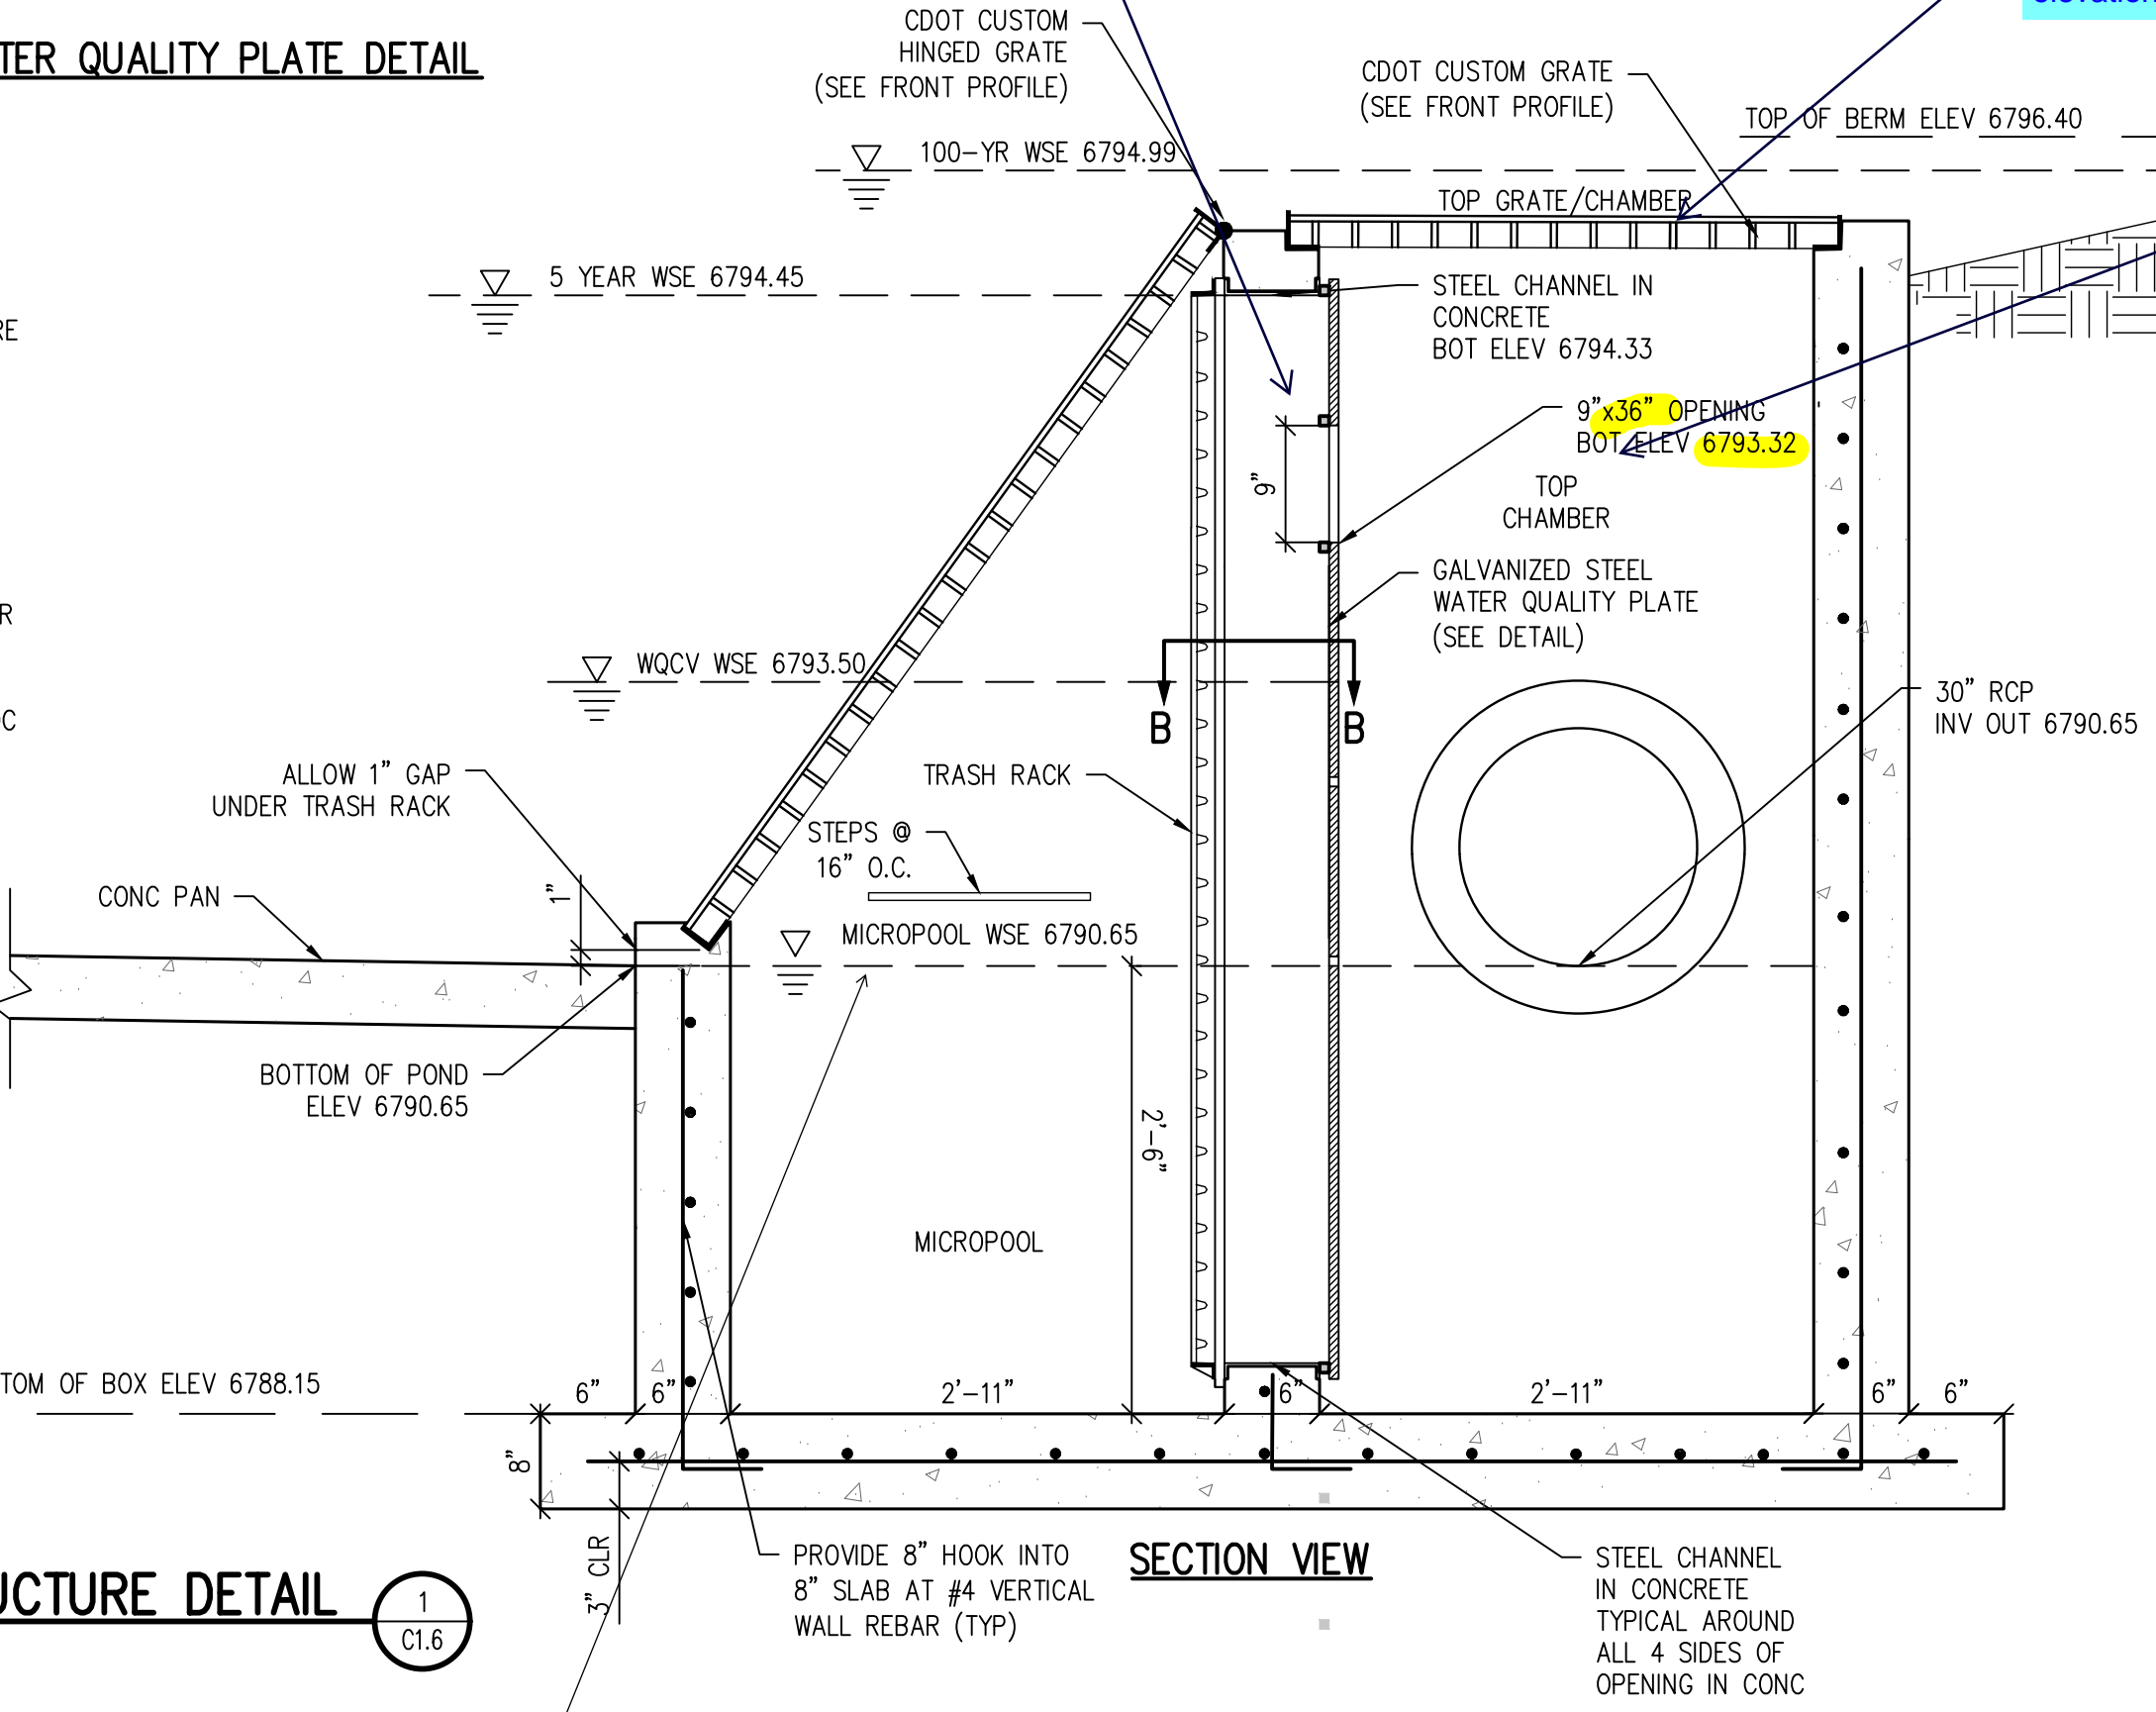 TER QUALITY PLATE DETAIL
CDOT CUSTOM
HINGED GRATE
(SEE FRONT PROFILE)
CDOT CUSTOM GRATE
(SEE FRONT PROFILE)
elevation
TOP OF BERM ELEV 6796.40
100-YR WSE 6794.99
TOP GRATE/CHAMBER
5 YEAR WSE 6794.45
STEEL CHANNEL IN
CONCRETE
BOT ELEV 6794.33
RE
9"x36" OPENING
BOT ELEV 6793.32
9"
TOP
CHAMBER
GALVANIZED STEEL
WATER QUALITY PLATE
(SEE DETAIL)
R
WQCV WSE 6793.50
B
B
30" RCP
INV OUT 6790.65
C
ALLOW 1" GAP
UNDER TRASH RACK
TRASH RACK
STEPS @
16" O.C.
1"
CONC PAN
MICROPOOL WSE 6790.65
BOTTOM OF POND
ELEV 6790.65
2'-6"
MICROPOOL
TOM OF BOX ELEV 6788.15
6"
6"
2'-11"
6"
2'-11"
6"
6"
8"
3" CLR
PROVIDE 8" HOOK INTO
8" SLAB AT #4 VERTICAL
WALL REBAR (TYP)
SECTION VIEW
STEEL CHANNEL
IN CONCRETE
TYPICAL AROUND
ALL 4 SIDES OF
OPENING IN CONC
UCTURE DETAIL
1
C1.6